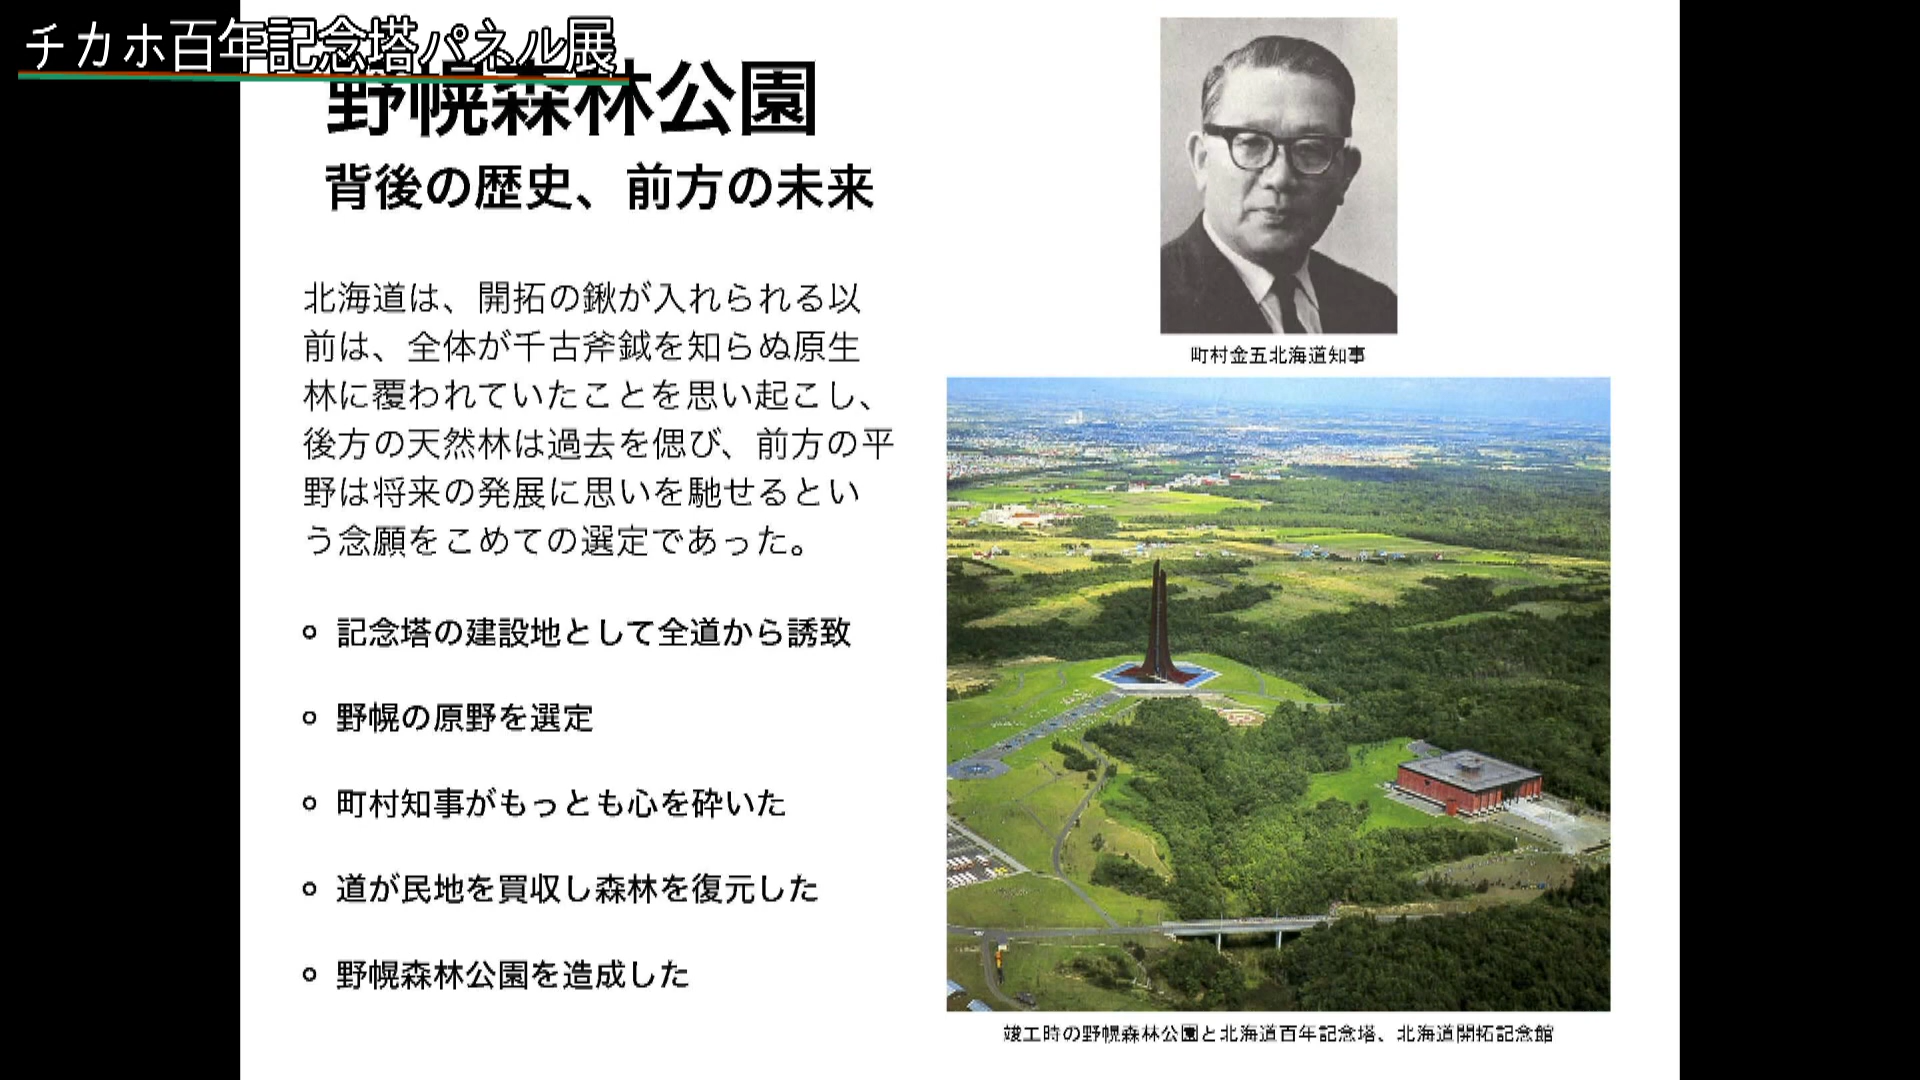 チカホ百年記念塔パネル展
野幌森林公園
背後の歴史、前方の未来
北海道は、開拓の鍬が入れられる以
前は、全体が千古斧鉞を知らぬ原生
林に覆われていたことを思い起こし、
後方の天然林は過去を偲び、前方の平
野は将来の発展に思いを馳せるとい
う念願をこめての選定であった。
記念塔の建設地として全道から誘致
野幌の原野を選定
町村知事がもっとも心を砕いた
道が民地を買収し森林を復元した
野幌森林公園を造成した
町村金五北海道知事
竣工時の野幌森林公園と北海道百年記念塔、北海道開拓記念館